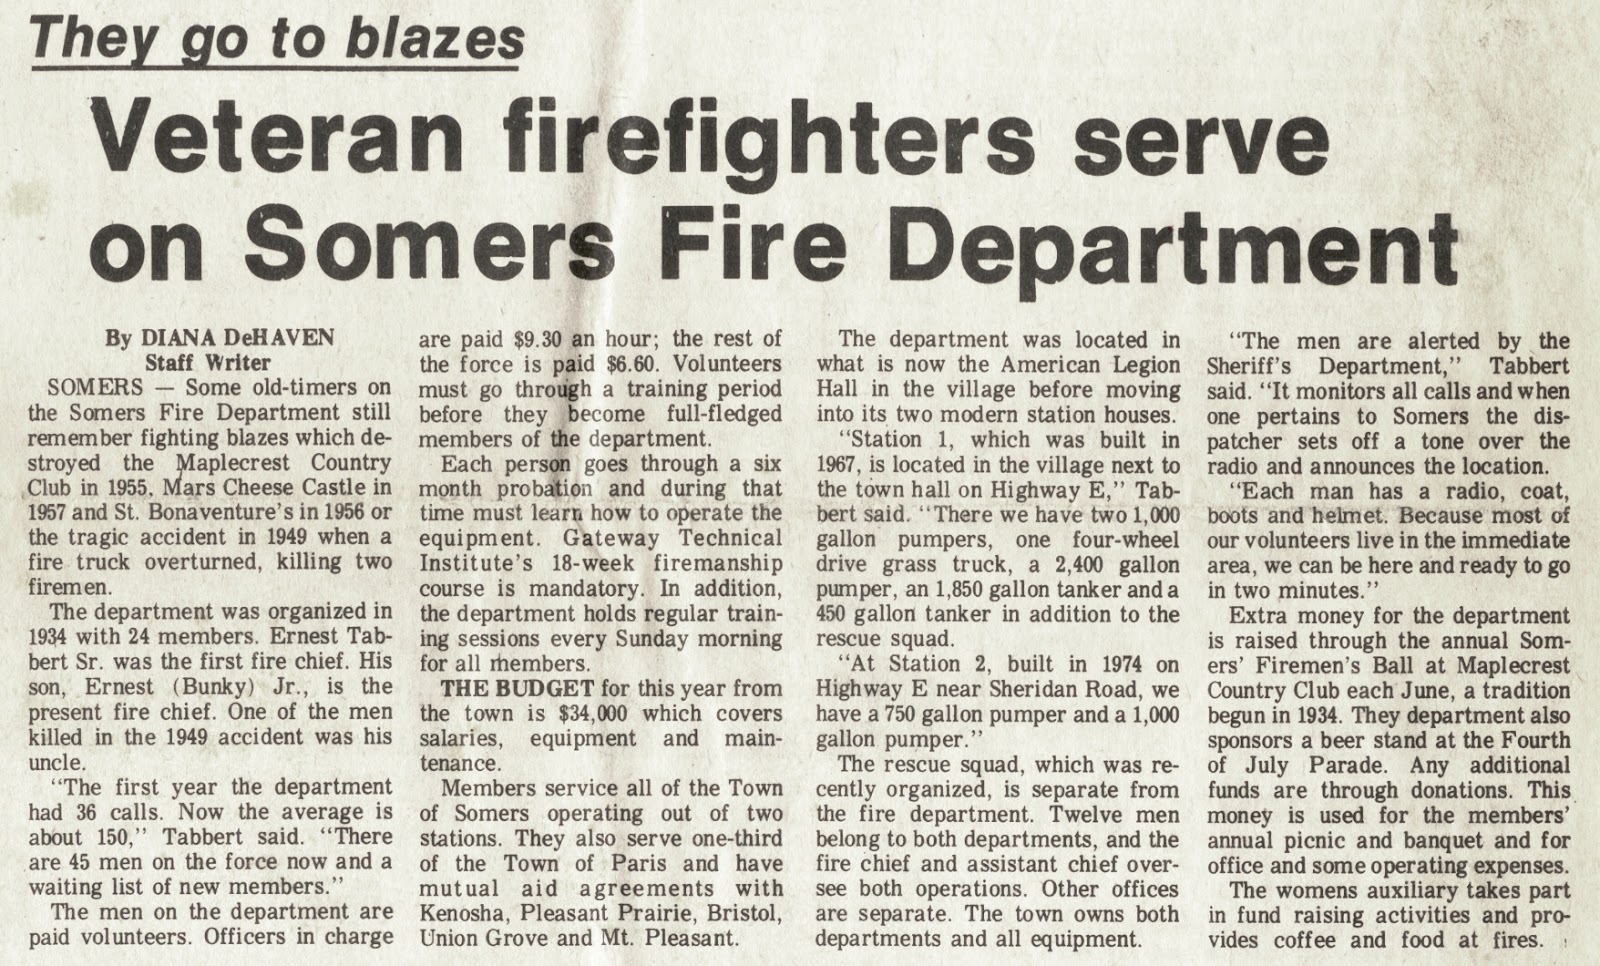 They go to blazes
Veteran firefighters serve
on Somers Fire Department
By DIANA DeHAVEN
Staff Writer
SOMERS — Some old-timers on
the Somers Fire Department still
remember fighting blazes which de-
stroyed the Maplecrest Country
Club in 1955, Mars Cheese Castle in
1957 and St. Bonaventure's in 1956 or
the tragic accident in 1949 when a
fire truck overturned, killing two
firemen.
The department was organized in
1934 with 24 members. Ernest Tab-
bert Sr. was the first fire chief. His
son, Ernest (Bunky) Jr., is the
present fire chief. One of the men
killed in the 1949 accident was his
uncle.
"The first year the department
had 36 calls. Now the average is
about 150," Tabbert said. "There
are 45 men on the force now and a
waiting list of new members."
The men on the department are
paid volunteers. Officers in charge
are paid $9.30 an hour; the rest of
the force is paid $6.60. Volunteers
must go through a training period
before they become full-fledged
members of the department.
Each person goes through a six
month probation and during that
time must learn how to operate the
equipment. Gateway Technical
Institute's 18-week firemanship
course is mandatory. In addition,
the department holds regular train-
ing sessions every Sunday morning
for all members.
THE BUDGET for this year from
the town is $34,000 which covers
salaries, equipment and main-
tenance.
Members service all of the Town
of Somers operating out of two
stations. They also serve one-third
of the Town of Paris and have
mutual aid agreements with
Kenosha, Pleasant Prairie, Bristol,
Union Grove and Mt. Pleasant.
The department was located in
what is now the American Legion
Hall in the village before moving
into its two modern station houses.
"Station 1, which was built in
1967, is located in the village next to
the town hall on Highway E," Tab-
bert said. "There we have two 1,000
gallon pumpers, one four-wheel
drive grass truck, a 2,400 gallon
pumper, an 1,850 gallon tanker and a
450 gallon tanker in addition to the
rescue squad.
"At Station 2, built in 1974 on
Highway E near Sheridan Road, we
have a 750 gallon pumper and a 1,000
gallon pumper."
The rescue squad, which was re-
cently organized, is separate from
the fire department. Twelve men
belong to both departments, and the
fire chief and assistant chief over-
see both operations. Other offices
are separate. The town owns both
departments and all equipment.
"The men are alerted by the
Sheriff's Department," Tabbert
said. "It monitors all calls and when
one pertains to Somers the dis-
patcher sets off a tone over the
radio and announces the location.
"Each man has a radio, coat,
boots and helmet. Because most of
our volunteers live in the immediate
area, we can be here and ready to go
in two minutes."
Extra money for the department
is raised through the annual Som-
ers' Firemen's Ball at Maplecrest
Country Club each June, a tradition
begun in 1934. They department also
sponsors a beer stand at the Fourth
of July Parade. Any additional
funds are through donations. This
money is used for the members'
annual picnic and banquet and for
office and some operating expenses.
The womens auxiliary takes part
in fund raising activities and pro-
vides coffee and food at fires.